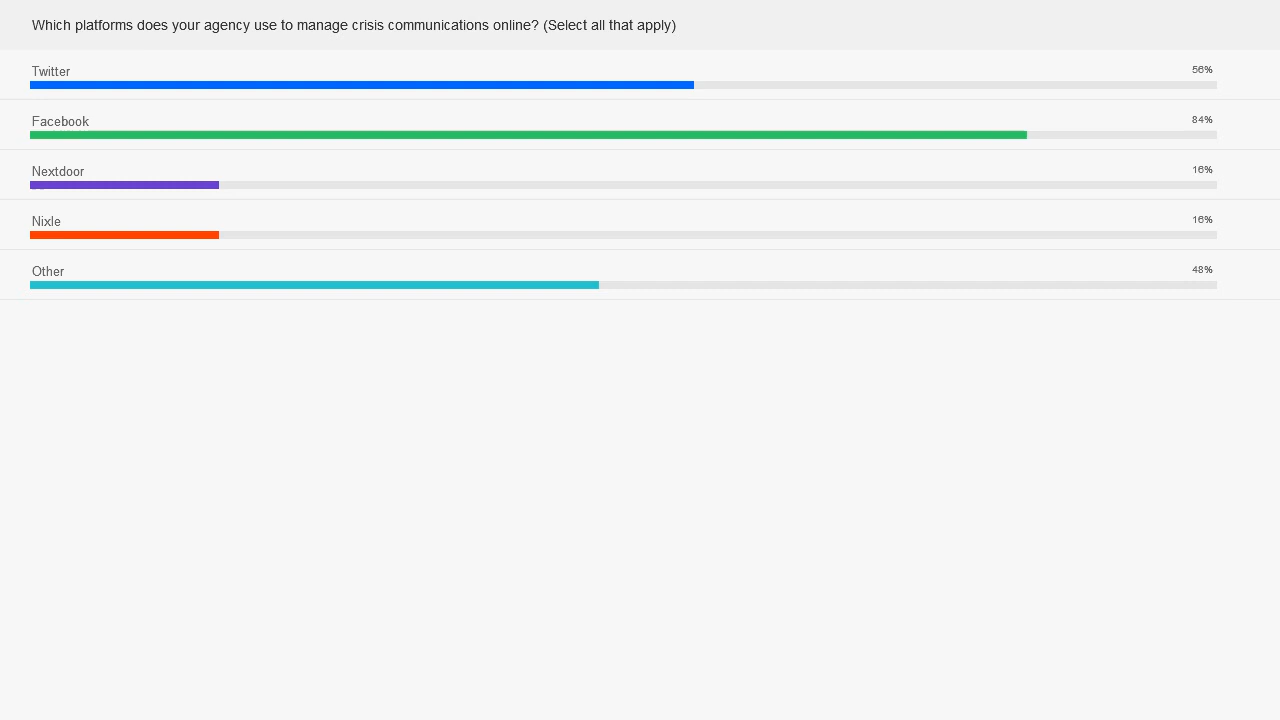 Which platforms does your agency use to manage crisis communications online? (Select all that apply)
Twitter 56%
Facebook 84%
Nextdoor 16%
Nixle 16%
Other 48%